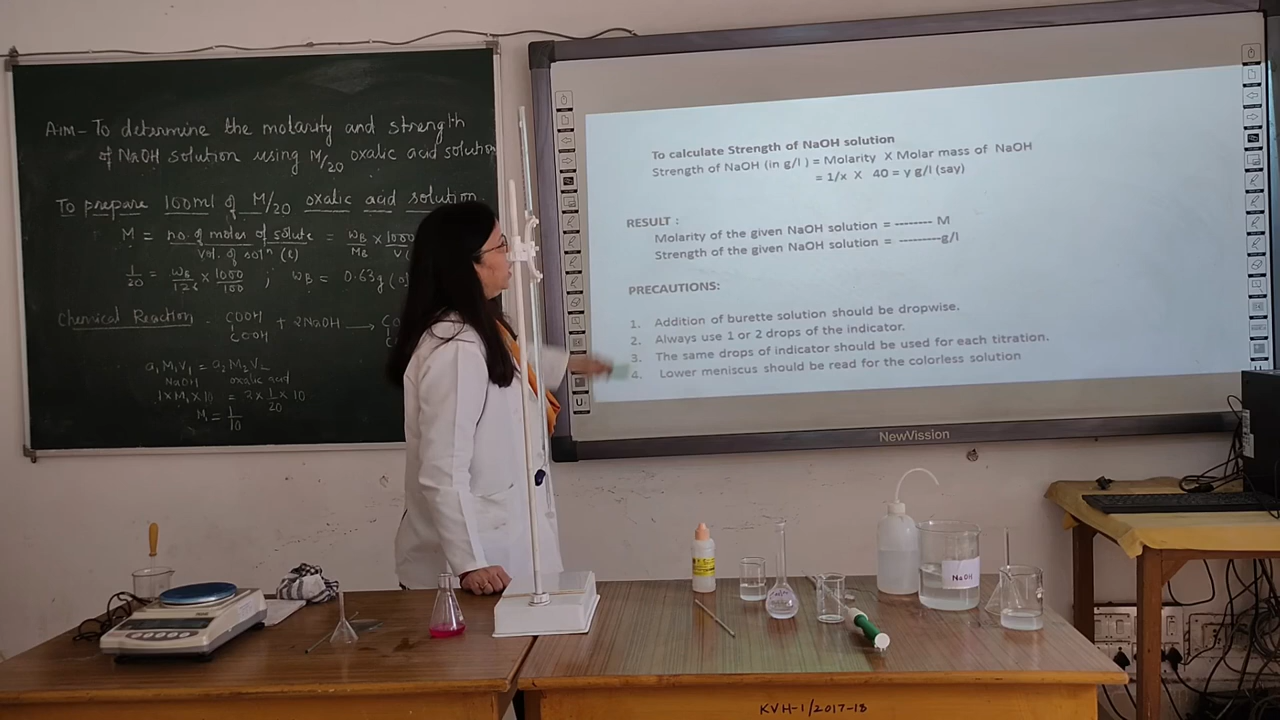 AIM - To determine the molarity and strength
of NaOH solution using M/20 oxalic acid solution
To prepare 100ml of M/20 oxalic acid solution
M = no. of moles of solute / Vol. of solⁿ (l) = WB/MB × 1000/V(
1/20 = WB/126 × 1000/100 ; WB = 0.63g
Chemical Reaction - COOH
COOH + 2NaOH →
a₁M₁V₁ = a₂M₂V₂
NaOH oxalic acid
1×M₁×10 = 2×1/20×10
M₁ = 1/10
To calculate Strength of NaOH solution
Strength of NaOH (in g/l ) = Molarity X Molar mass of NaOH
= 1/x X 40 = y g/l (say)
RESULT :
Molarity of the given NaOH solution = -------- M
Strength of the given NaOH solution = ---------g/l
PRECAUTIONS:
1. Addition of burette solution should be dropwise.
2. Always use 1 or 2 drops of the indicator.
3. The same drops of indicator should be used for each titration.
4. Lower meniscus should be read for the colorless solution
NewVission
NaOH
KVH-1/2017-18